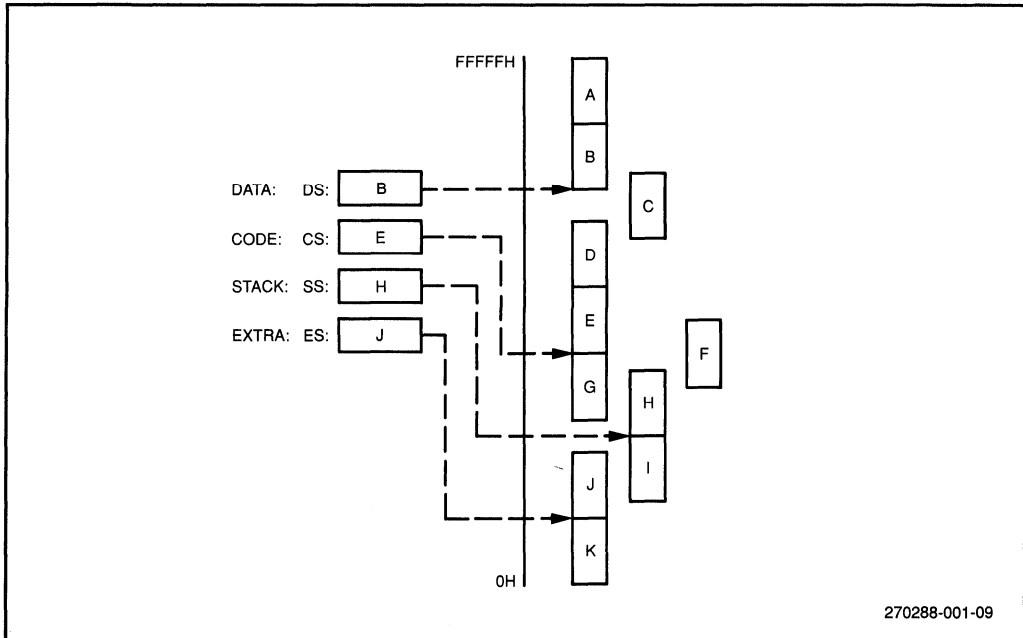 FFFFFH
A
B
DATA: DS: B
C
CODE: CS: E
D
STACK: SS: H
E
EXTRA: ES: J
F
G
H
I
J
K
0H
270288-001-09